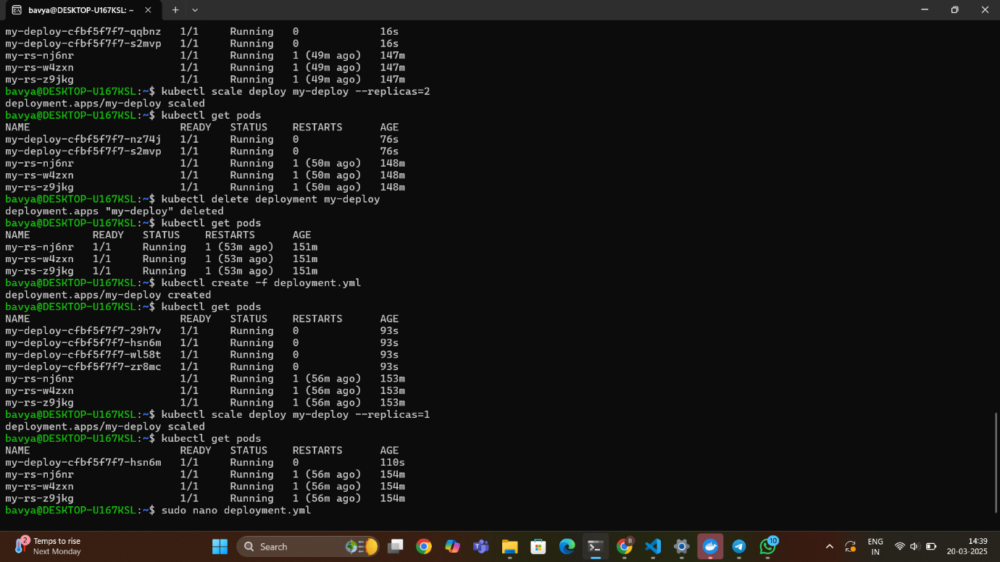 bavya@DESKTOP-U167KSL: ~
my-deploy-cfbf5f7f7-qqbnz   1/1     Running   0             16s
my-deploy-cfbf5f7f7-s2mvp   1/1     Running   0             16s
my-rs-nj6nr                 1/1     Running   1 (49m ago)   147m
my-rs-w4zxn                 1/1     Running   1 (49m ago)   147m
my-rs-z9jkg                 1/1     Running   1 (49m ago)   147m
bavya@DESKTOP-U167KSL:~$ kubectl scale deploy my-deploy --replicas=2
deployment.apps/my-deploy scaled
bavya@DESKTOP-U167KSL:~$ kubectl get pods
NAME                        READY   STATUS    RESTARTS      AGE
my-deploy-cfbf5f7f7-nz74j   1/1     Running   0             76s
my-deploy-cfbf5f7f7-s2mvp   1/1     Running   0             76s
my-rs-nj6nr                 1/1     Running   1 (50m ago)   148m
my-rs-w4zxn                 1/1     Running   1 (50m ago)   148m
my-rs-z9jkg                 1/1     Running   1 (50m ago)   148m
bavya@DESKTOP-U167KSL:~$ kubectl delete deployment my-deploy
deployment.apps "my-deploy" deleted
bavya@DESKTOP-U167KSL:~$ kubectl get pods
NAME          READY   STATUS    RESTARTS      AGE
my-rs-nj6nr   1/1     Running   1 (53m ago)   151m
my-rs-w4zxn   1/1     Running   1 (53m ago)   151m
my-rs-z9jkg   1/1     Running   1 (53m ago)   151m
bavya@DESKTOP-U167KSL:~$ kubectl create -f deployment.yml
deployment.apps/my-deploy created
bavya@DESKTOP-U167KSL:~$ kubectl get pods
NAME                        READY   STATUS    RESTARTS      AGE
my-deploy-cfbf5f7f7-29h7v   1/1     Running   0             93s
my-deploy-cfbf5f7f7-hsn6m   1/1     Running   0             93s
my-deploy-cfbf5f7f7-wl58t   1/1     Running   0             93s
my-deploy-cfbf5f7f7-zr8mc   1/1     Running   0             93s
my-rs-nj6nr                 1/1     Running   1 (56m ago)   153m
my-rs-w4zxn                 1/1     Running   1 (56m ago)   153m
my-rs-z9jkg                 1/1     Running   1 (56m ago)   153m
bavya@DESKTOP-U167KSL:~$ kubectl scale deploy my-deploy --replicas=1
deployment.apps/my-deploy scaled
bavya@DESKTOP-U167KSL:~$ kubectl get pods
NAME                        READY   STATUS    RESTARTS      AGE
my-deploy-cfbf5f7f7-hsn6m   1/1     Running   0             110s
my-rs-nj6nr                 1/1     Running   1 (56m ago)   154m
my-rs-w4zxn                 1/1     Running   1 (56m ago)   154m
my-rs-z9jkg                 1/1     Running   1 (56m ago)   154m
bavya@DESKTOP-U167KSL:~$ sudo nano deployment.yml
2
Temps to rise
Next Monday
Search
B
10
ENG
IN
14:39
20-03-2025